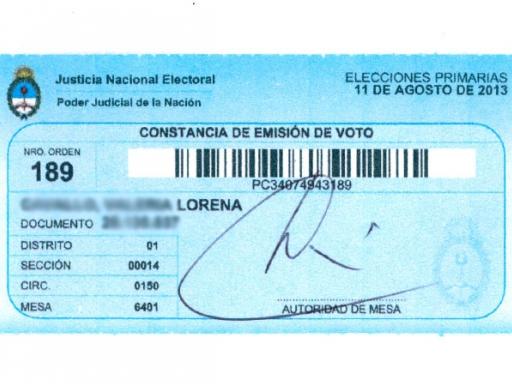 Justicia Nacional Electoral
Poder Judicial de la Nación
ELECCIONES PRIMARIAS
11 DE AGOSTO DE 2013
CONSTANCIA DE EMISIÓN DE VOTO
NRO. ORDEN
189
PC34074943189
LORENA
DOCUMENTO
DISTRITO 01
SECCIÓN 00014
CIRC. 0150
MESA 6401
AUTORIDAD DE MESA